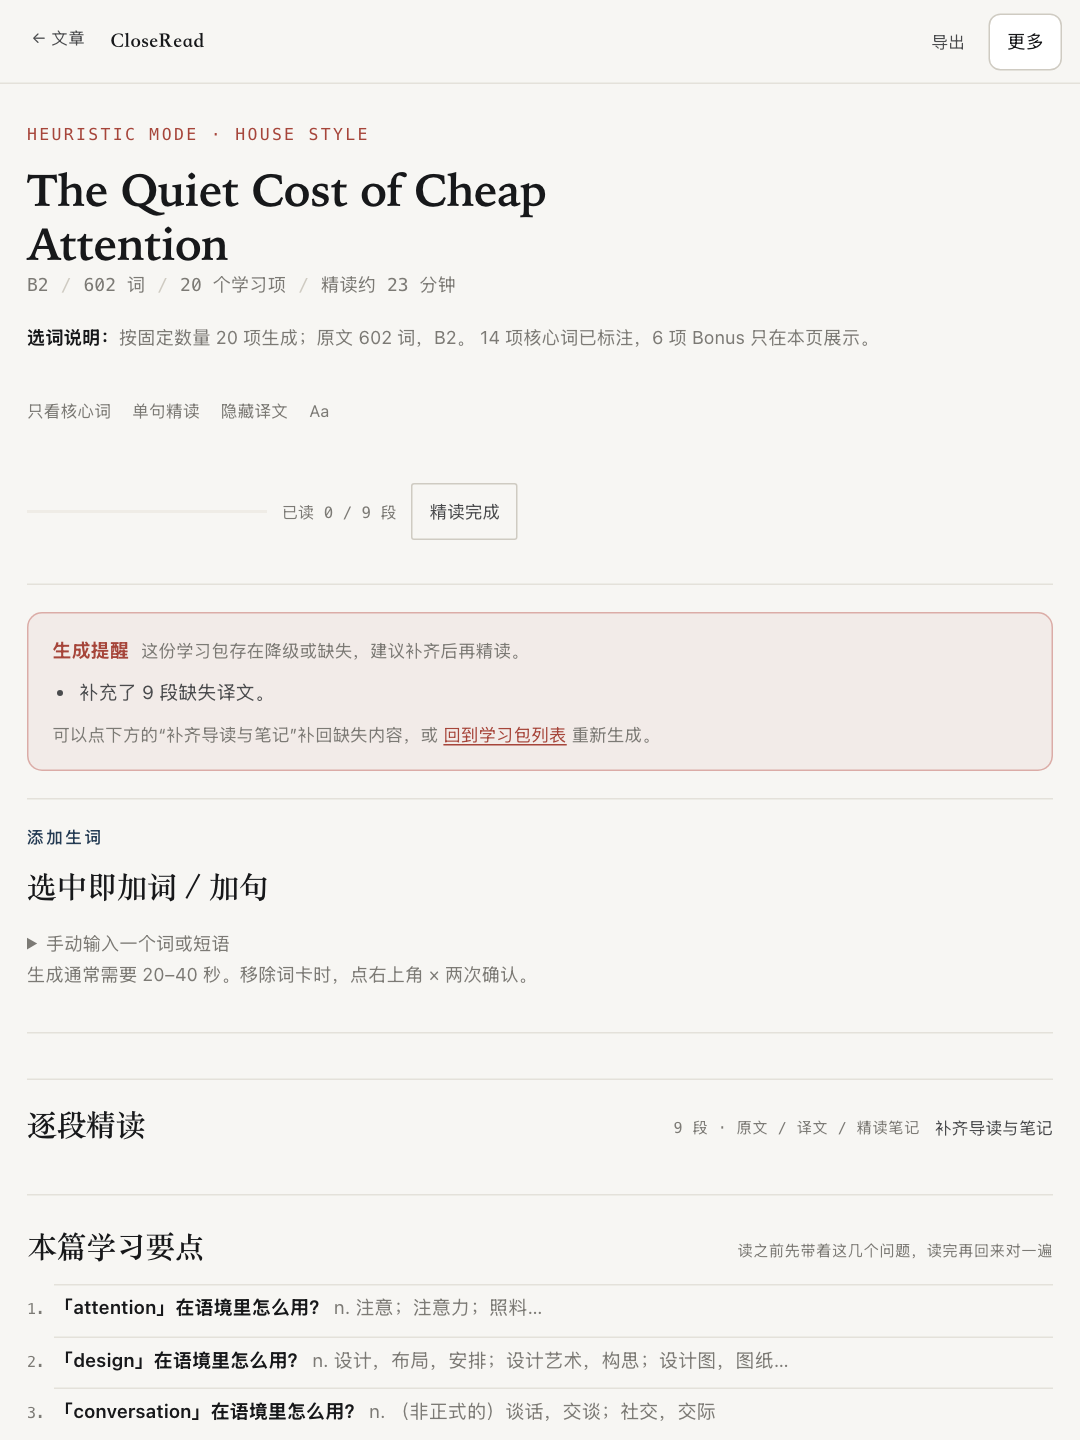 ← 文章 CloseRead 导出 更多
HEURISTIC MODE · HOUSE STYLE
The Quiet Cost of Cheap
Attention
B2 / 602 词 / 20 个学习项 / 精读约 23 分钟
选词说明：按固定数量 20 项生成；原文 602 词，B2。 14 项核心词已标注，6 项 Bonus 只在本页展示。
只看核心词 单句精读 隐藏译文 Aa
已读 0 / 9 段 精读完成
生成提醒 这份学习包存在降级或缺失，建议补齐后再精读。
• 补充了 9 段缺失译文。
可以点下方的“补齐导读与笔记”补回缺失内容，或 回到学习包列表 重新生成。
添加生词
选中即加词 / 加句
▶ 手动输入一个词或短语
生成通常需要 20–40 秒。移除词卡时，点右上角 × 两次确认。
逐段精读 9 段 · 原文 / 译文 / 精读笔记 补齐导读与笔记
本篇学习要点 读之前先带着这几个问题，读完再回来对一遍
1. 「attention」在语境里怎么用？ n. 注意；注意力；照料...
2. 「design」在语境里怎么用？ n. 设计，布局，安排；设计艺术，构思；设计图，图纸...
3. 「conversation」在语境里怎么用？ n. （非正式的）谈话，交谈；社交，交际